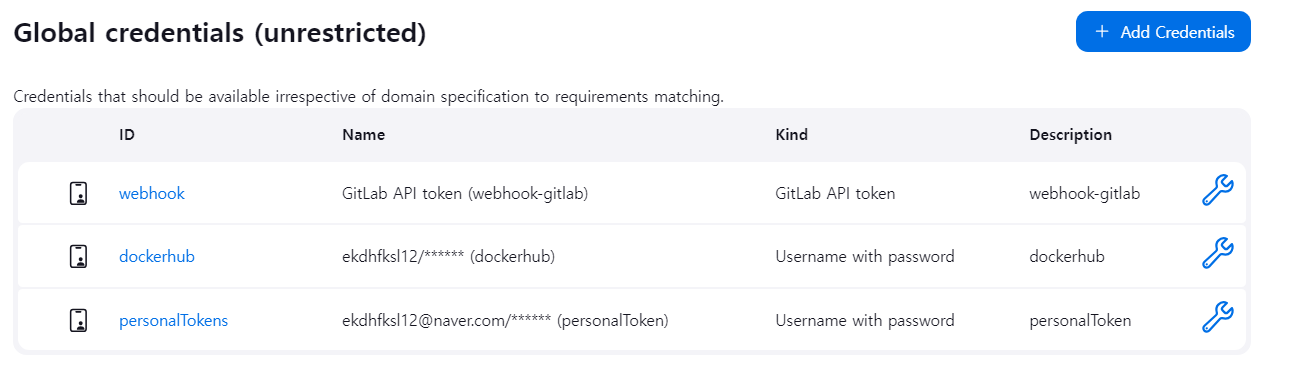 Global credentials (unrestricted)
+ Add Credentials
Credentials that should be available irrespective of domain specification to requirements matching.
ID Name Kind Description
webhook GitLab API token (webhook-gitlab) GitLab API token webhook-gitlab
dockerhub ekdhfksl12/****** (dockerhub) Username with password dockerhub
personalTokens ekdhfksl12@naver.com/****** (personalToken) Username with password personalToken